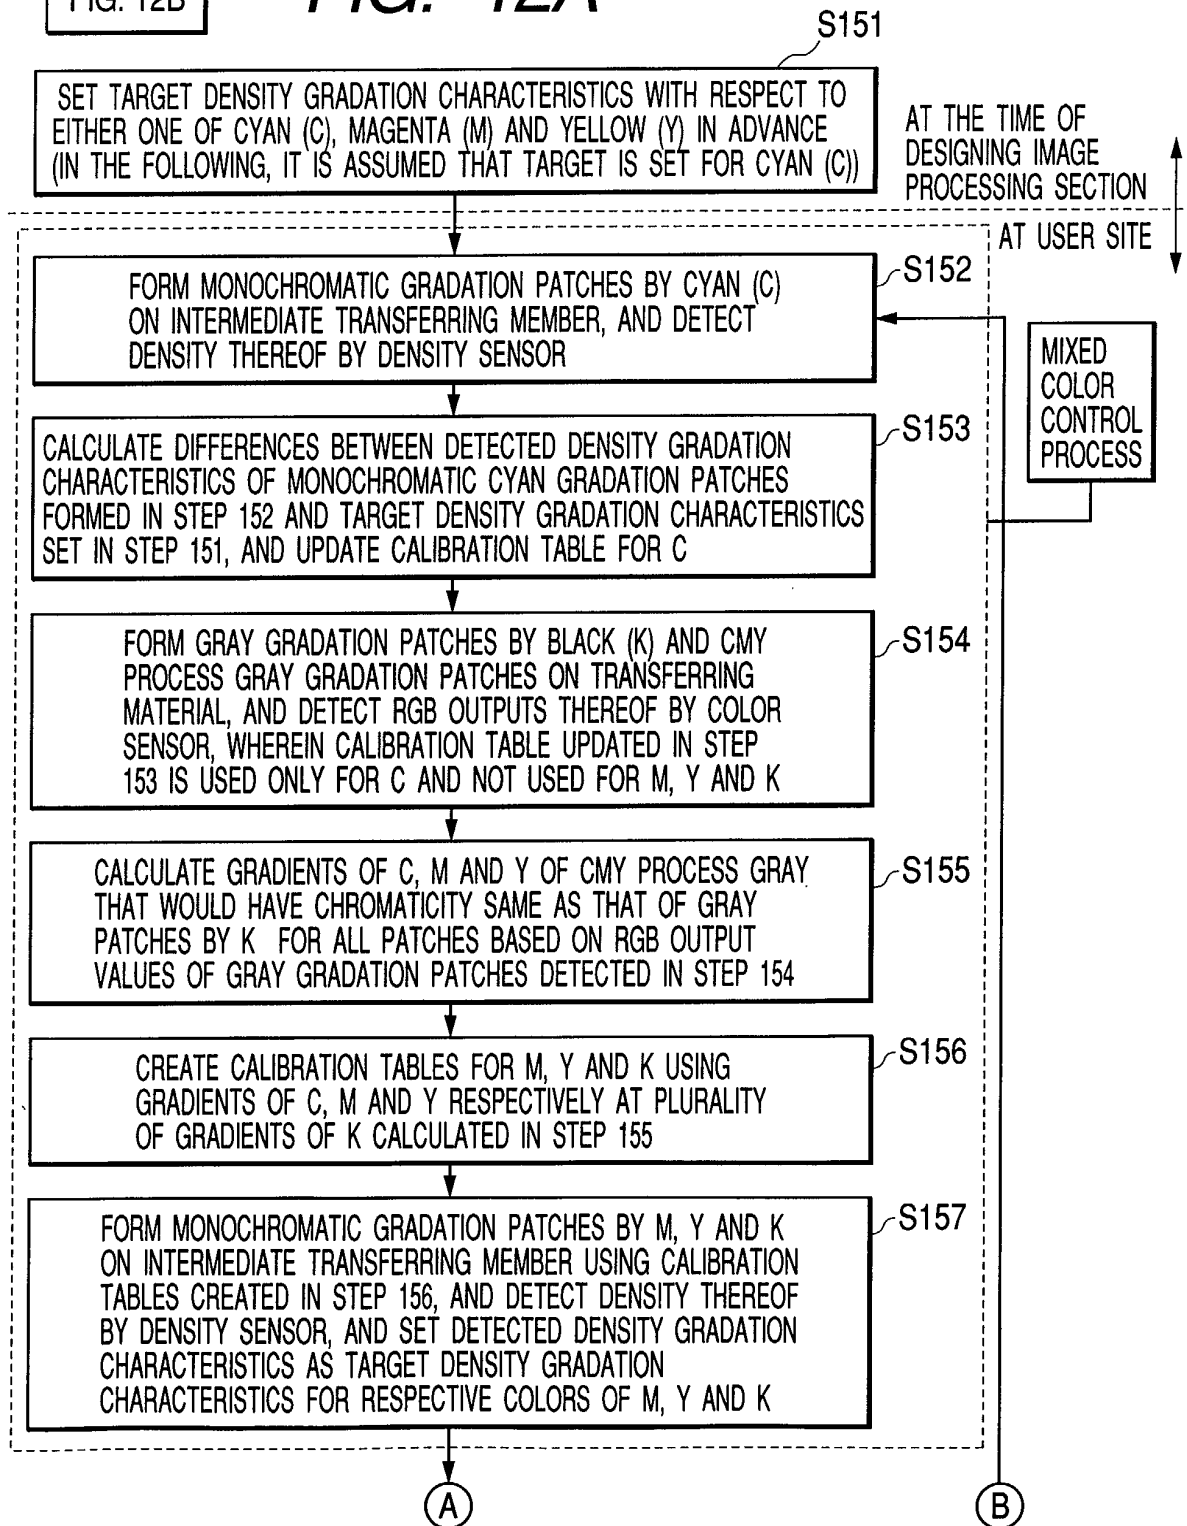 FIG. 12B
FIG. 12A
S151
SET TARGET DENSITY GRADATION CHARACTERISTICS WITH RESPECT TO
EITHER ONE OF CYAN (C), MAGENTA (M) AND YELLOW (Y) IN ADVANCE
(IN THE FOLLOWING, IT IS ASSUMED THAT TARGET IS SET FOR CYAN (C))
AT THE TIME OF
DESIGNING IMAGE
PROCESSING SECTION
AT USER SITE
S152
FORM MONOCHROMATIC GRADATION PATCHES BY CYAN (C)
ON INTERMEDIATE TRANSFERRING MEMBER, AND DETECT
DENSITY THEREOF BY DENSITY SENSOR
MIXED
COLOR
CONTROL
PROCESS
S153
CALCULATE DIFFERENCES BETWEEN DETECTED DENSITY GRADATION
CHARACTERISTICS OF MONOCHROMATIC CYAN GRADATION PATCHES
FORMED IN STEP 152 AND TARGET DENSITY GRADATION CHARACTERISTICS
SET IN STEP 151, AND UPDATE CALIBRATION TABLE FOR C
S154
FORM GRAY GRADATION PATCHES BY BLACK (K) AND CMY
PROCESS GRAY GRADATION PATCHES ON TRANSFERRING
MATERIAL, AND DETECT RGB OUTPUTS THEREOF BY COLOR
SENSOR, WHEREIN CALIBRATION TABLE UPDATED IN STEP
153 IS USED ONLY FOR C AND NOT USED FOR M, Y AND K
S155
CALCULATE GRADIENTS OF C, M AND Y OF CMY PROCESS GRAY
THAT WOULD HAVE CHROMATICITY SAME AS THAT OF GRAY
PATCHES BY K FOR ALL PATCHES BASED ON RGB OUTPUT
VALUES OF GRAY GRADATION PATCHES DETECTED IN STEP 154
S156
CREATE CALIBRATION TABLES FOR M, Y AND K USING
GRADIENTS OF C, M AND Y RESPECTIVELY AT PLURALITY
OF GRADIENTS OF K CALCULATED IN STEP 155
S157
FORM MONOCHROMATIC GRADATION PATCHES BY M, Y AND K
ON INTERMEDIATE TRANSFERRING MEMBER USING CALIBRATION
TABLES CREATED IN STEP 156, AND DETECT DENSITY THEREOF
BY DENSITY SENSOR, AND SET DETECTED DENSITY GRADATION
CHARACTERISTICS AS TARGET DENSITY GRADATION
CHARACTERISTICS FOR RESPECTIVE COLORS OF M, Y AND K
A
B